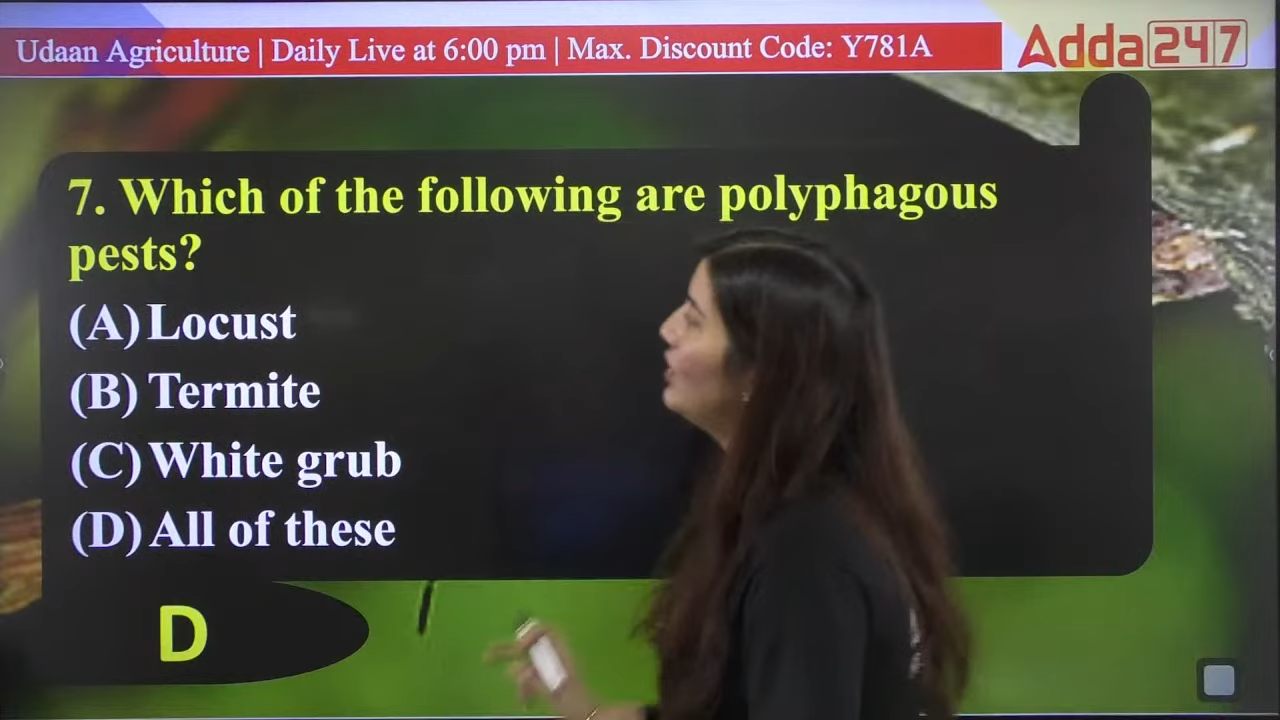 Udaan Agriculture | Daily Live at 6:00 pm | Max. Discount Code: Y781A
Adda247
7. Which of the following are polyphagous
pests?
(A) Locust
(B) Termite
(C) White grub
(D) All of these
D